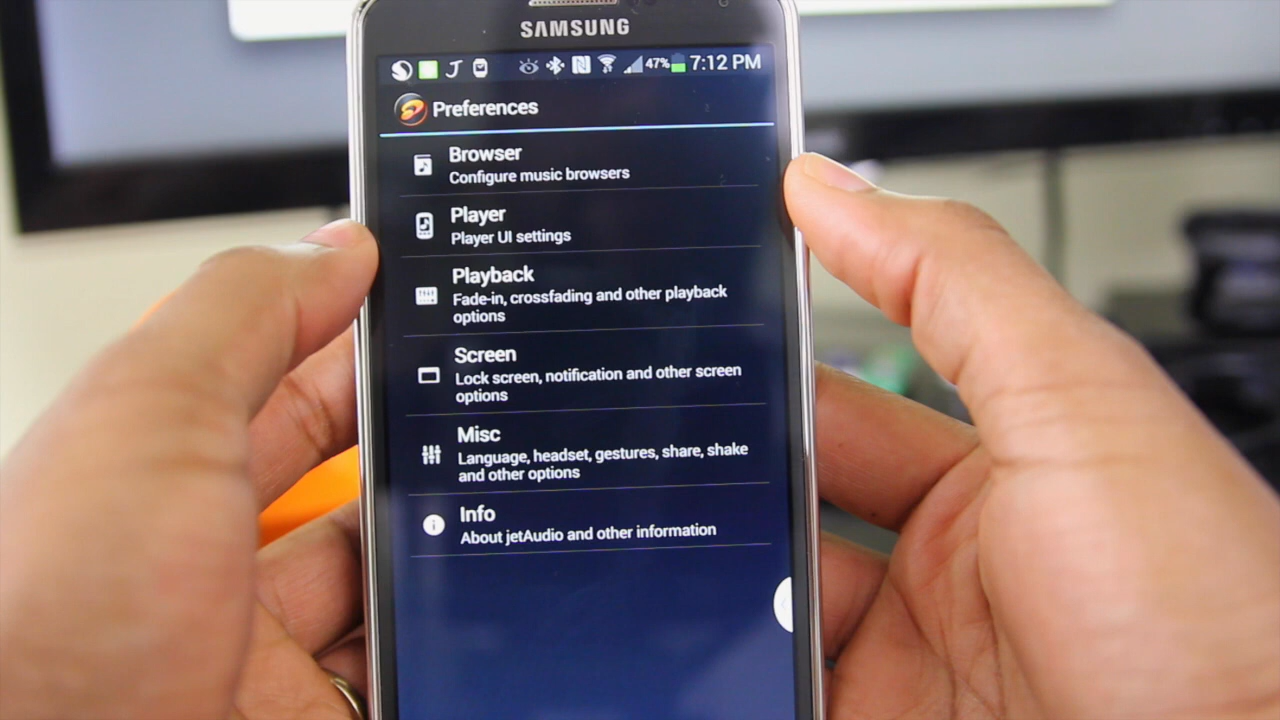 SAMSUNG
47% 7:12 PM
Preferences
Browser
Configure music browsers
Player
Player UI settings
Playback
Fade-in, crossfading and other playback
options
Screen
Lock screen, notification and other screen
options
Misc
Language, headset, gestures, share, shake
and other options
Info
About jetAudio and other information